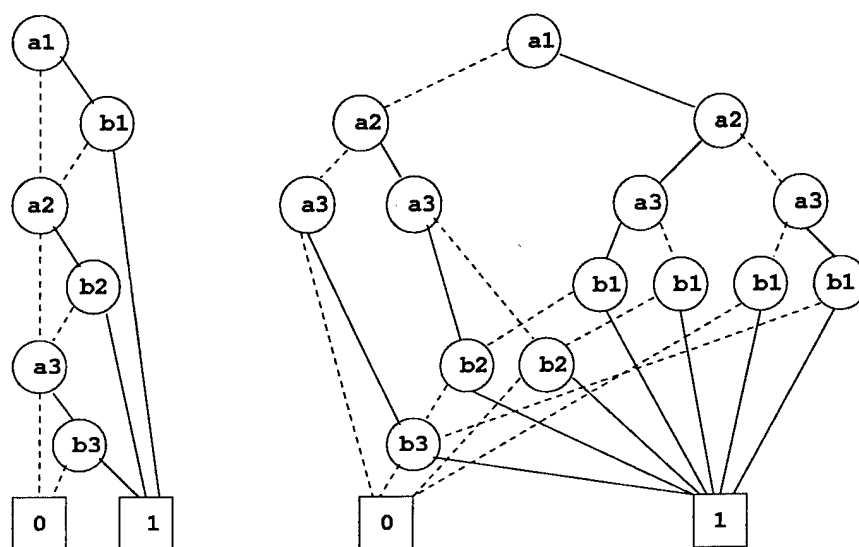 a1 a1
b1 a2 a2
a2 a3 a3 a3 a3
b2 b1 b1 b1 b1
a3 b2 b2
b3 b3
0 1 0 1